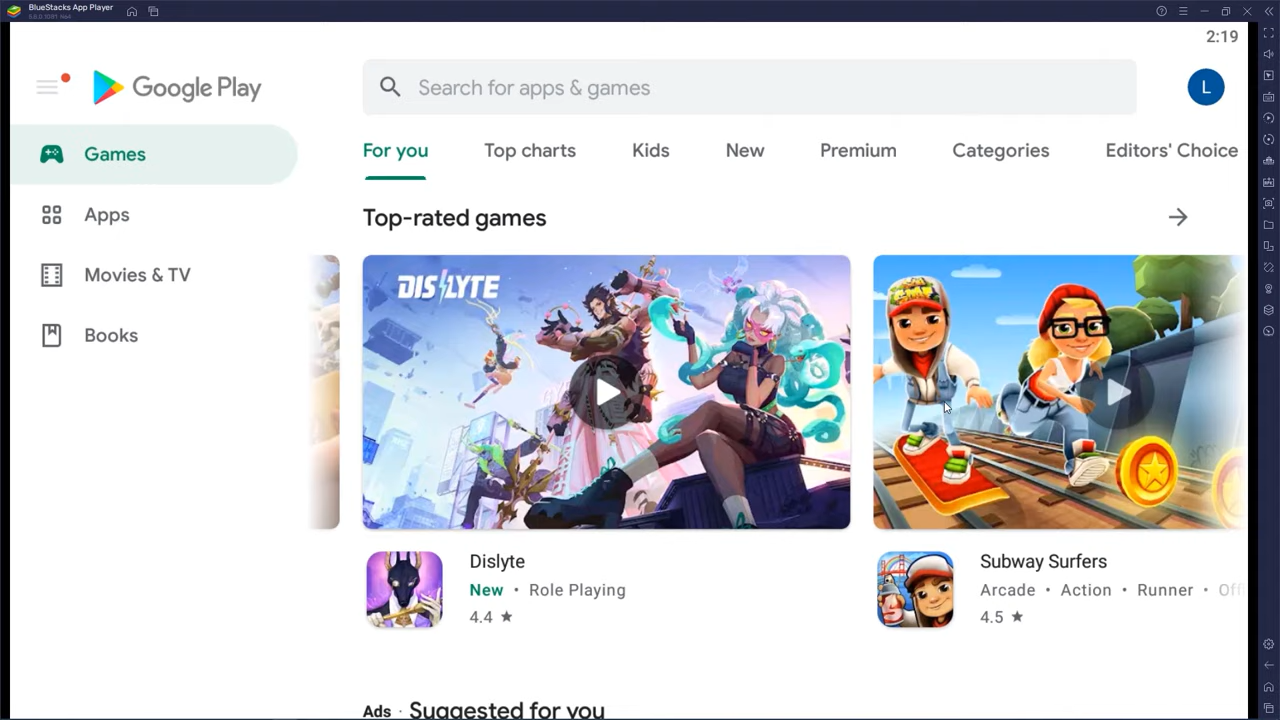 BlueStacks App Player
2:19
Google Play
Search for apps & games
L
Games
Apps
Movies & TV
Books
For you
Top charts
Kids
New
Premium
Categories
Editors' Choice
Top-rated games
DISLYTE
Dislyte
New • Role Playing
4.4 ★
Subway Surfers
Arcade • Action • Runner •
4.5 ★
Ads · Suggested for you